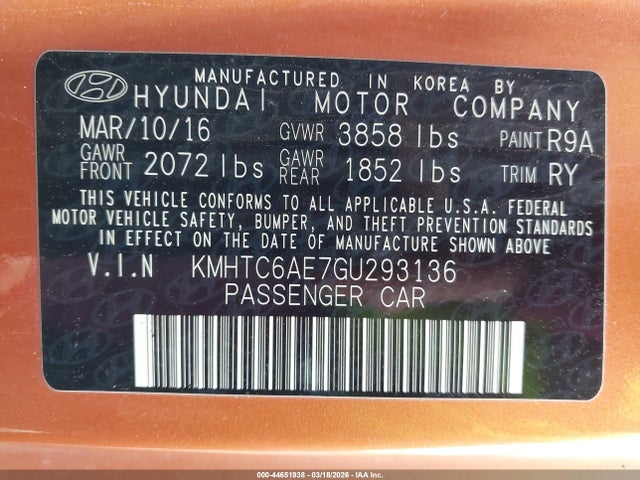 MANUFACTURED IN KOREA BY
HYUNDAI MOTOR COMPANY
MAR/10/16 GVWR 3858 lbs PAINT R9A
GAWR FRONT 2072 lbs GAWR REAR 1852 lbs TRIM RY
THIS VEHICLE CONFORMS TO ALL APPLICABLE U.S.A. FEDERAL
MOTOR VEHICLE SAFETY, BUMPER, AND THEFT PREVENTION STANDARDS
IN EFFECT ON THE DATE OF MANUFACTURE SHOWN ABOVE.
V.I.N KMHTC6AE7GU293136
PASSENGER CAR
000-44651938 | 03/18/2026 - IAA Corp.